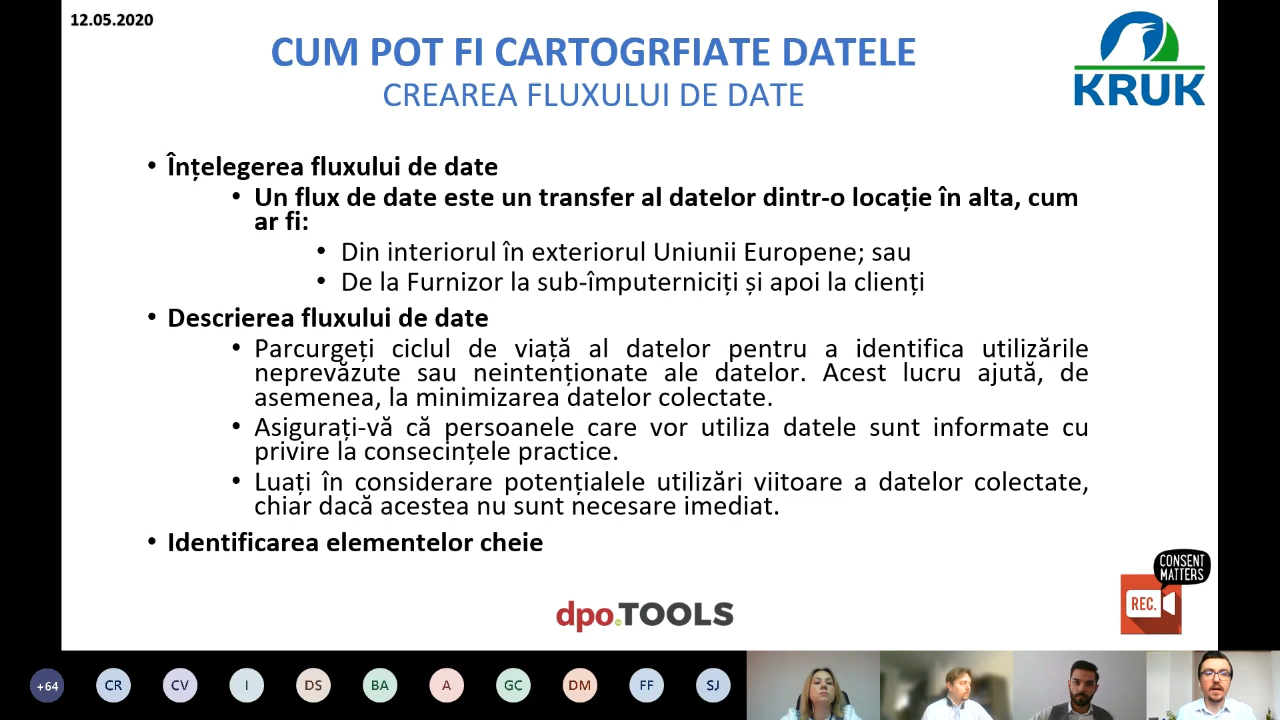 12.05.2020
CUM POT FI CARTOGRFIATE DATELE
CREAREA FLUXULUI DE DATE
KRUK
• Înțelegerea fluxului de date
• Un flux de date este un transfer al datelor dintr-o locație în alta, cum
ar fi:
• Din interiorul în exteriorul Uniunii Europene; sau
• De la Furnizor la sub-împuterniciți și apoi la clienți
• Descrierea fluxului de date
• Parcurgeți ciclul de viață al datelor pentru a identifica utilizările
neprevăzute sau neintenționate ale datelor. Acest lucru ajută, de
asemenea, la minimizarea datelor colectate.
• Asigurați-vă că persoanele care vor utiliza datele sunt informate cu
privire la consecințele practice.
• Luați în considerare potențialele utilizări viitoare a datelor colectate,
chiar dacă acestea nu sunt necesare imediat.
• Identificarea elementelor cheie
CONSENT
MATTERS
REC.
dpo.TOOLS
+64 CR CV I DS BA A GC DM FF SJ